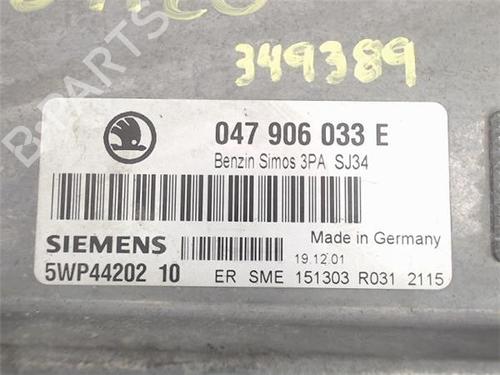 349389
047 906 033 E
Benzin Simos 3PA SJ34
SIEMENS
Made in Germany
5WP44202 10
19.12.01
ER SME 151303 R031 2115